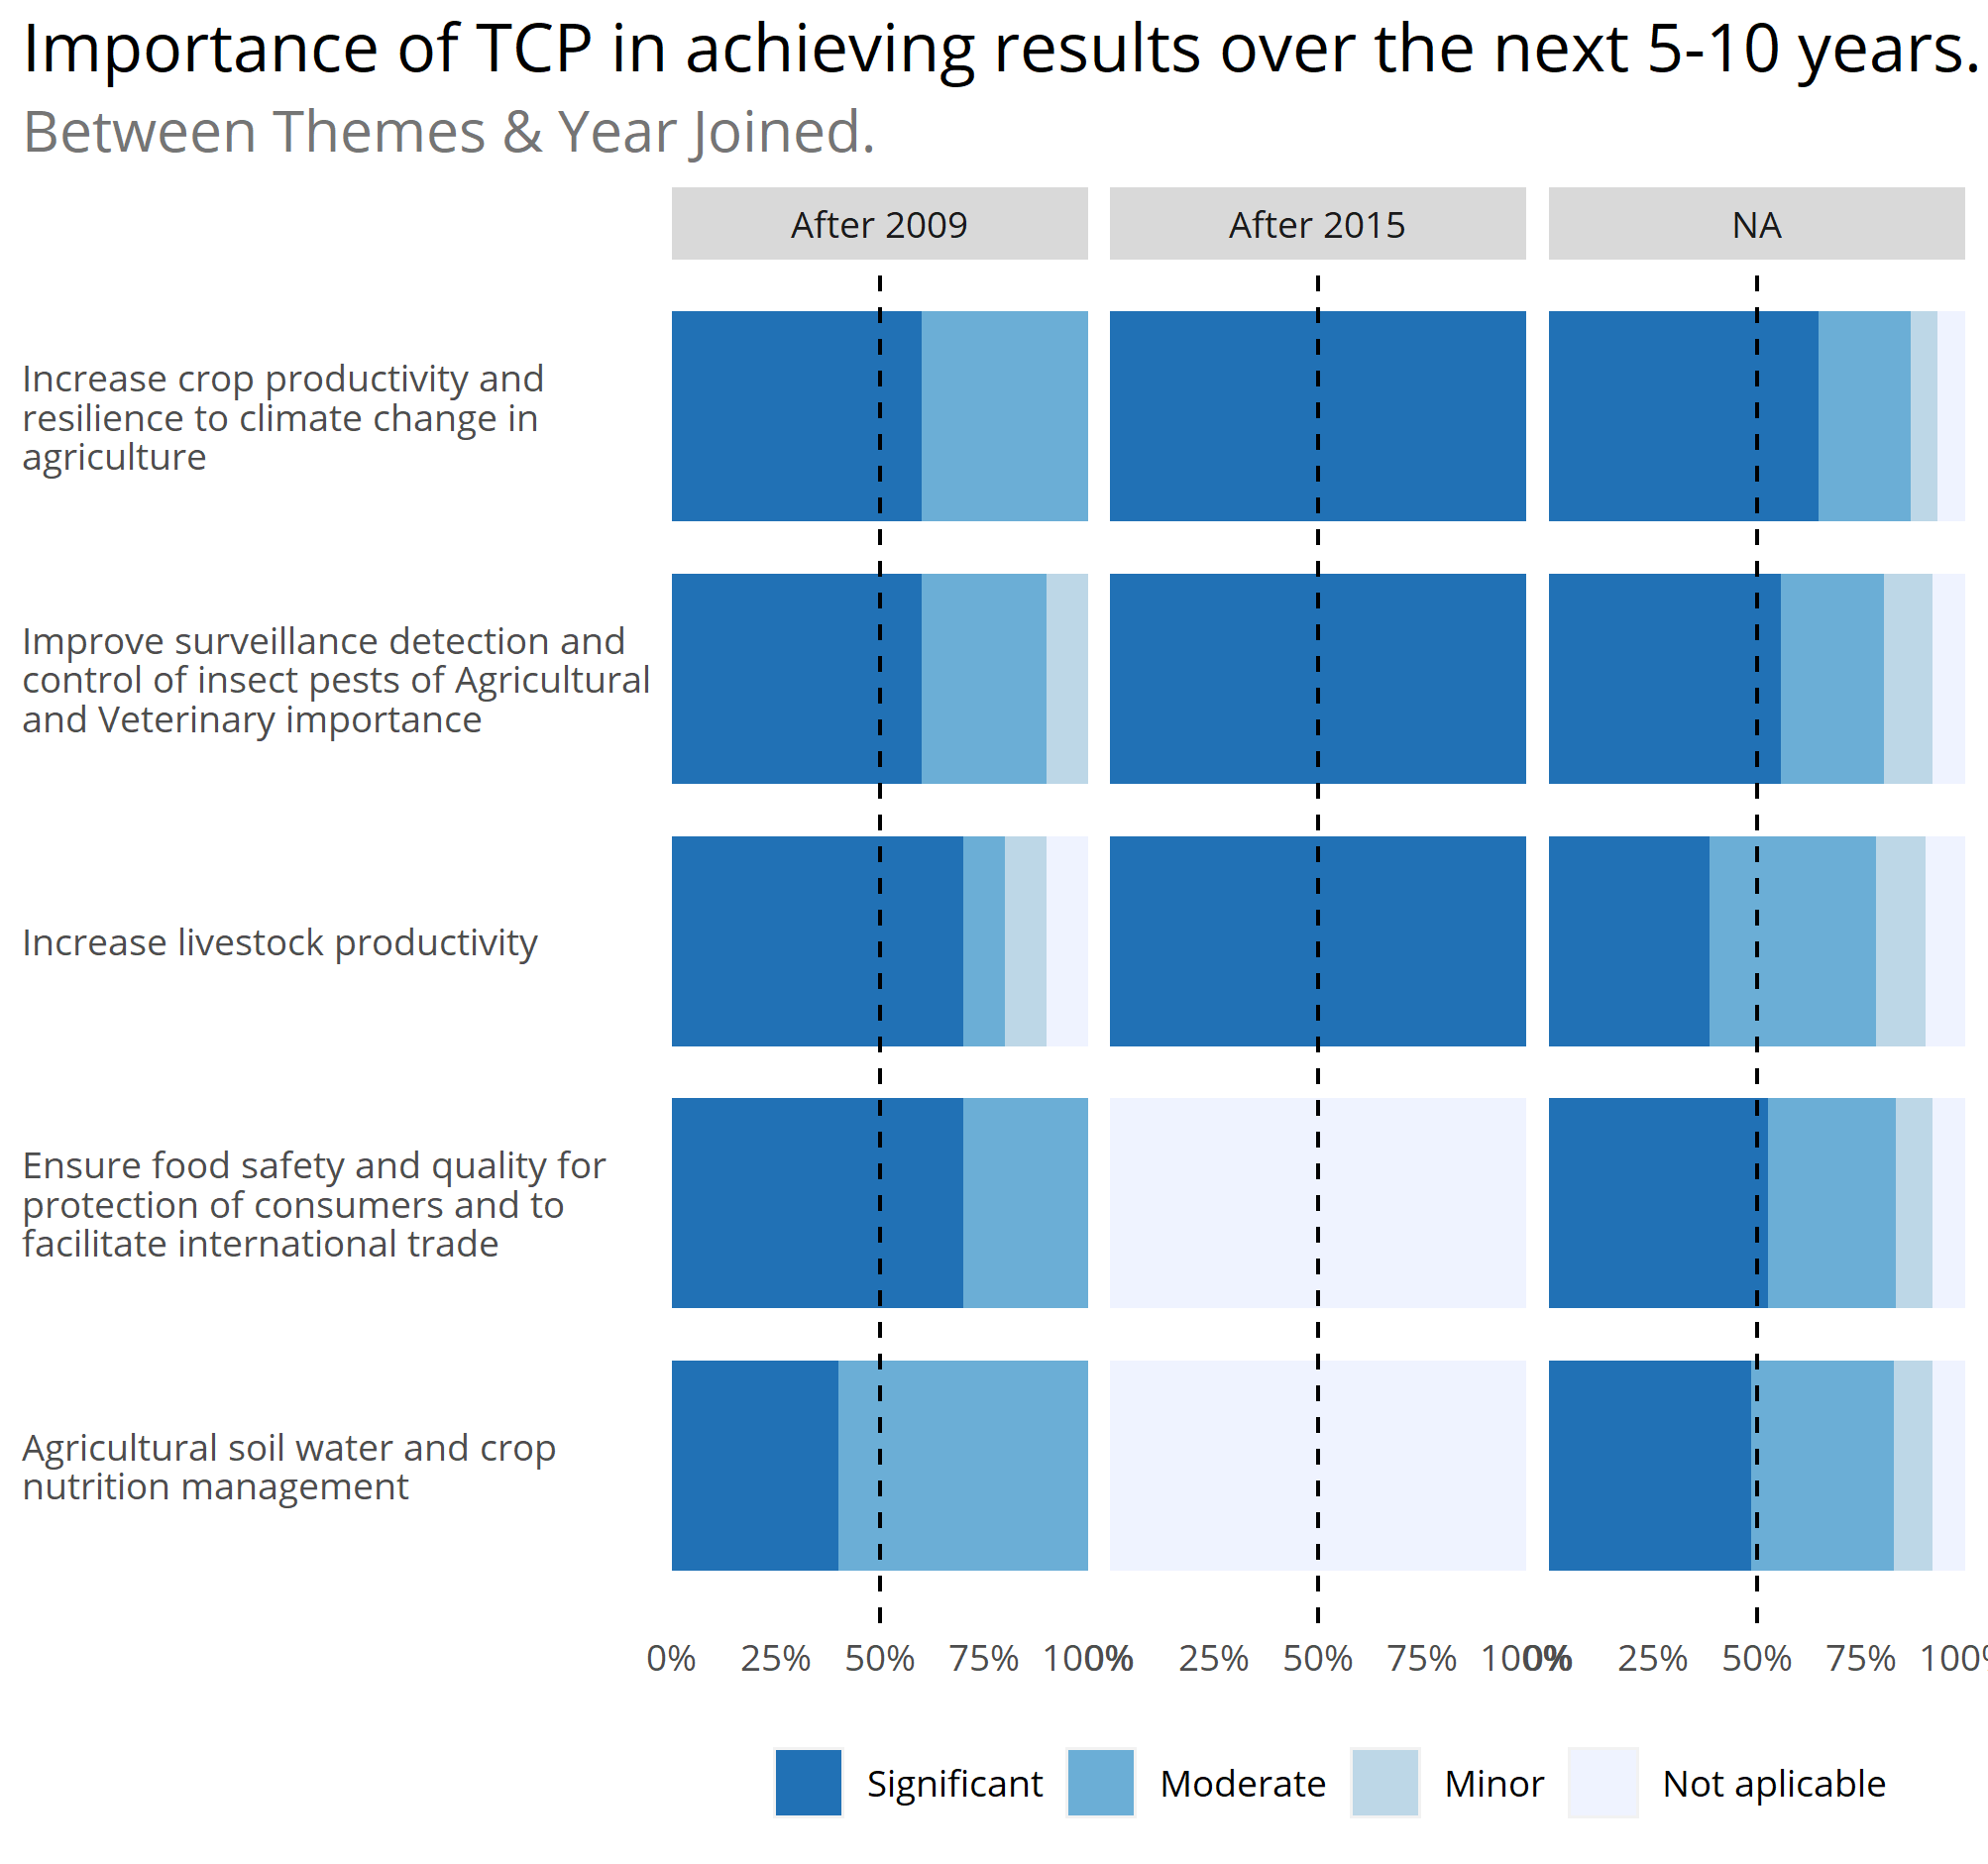 Importance of TCP in achieving results over the next 5-10 years.
Between Themes & Year Joined.
After 2009
After 2015
NA
Increase crop productivity and
resilience to climate change in
agriculture
Improve surveillance detection and
control of insect pests of Agricultural
and Veterinary importance
Increase livestock productivity
Ensure food safety and quality for
protection of consumers and to
facilitate international trade
Agricultural soil water and crop
nutrition management
0% 25% 50% 75% 100% 0% 25% 50% 75% 100% 0% 25% 50% 75% 100%
Significant
Moderate
Minor
Not aplicable